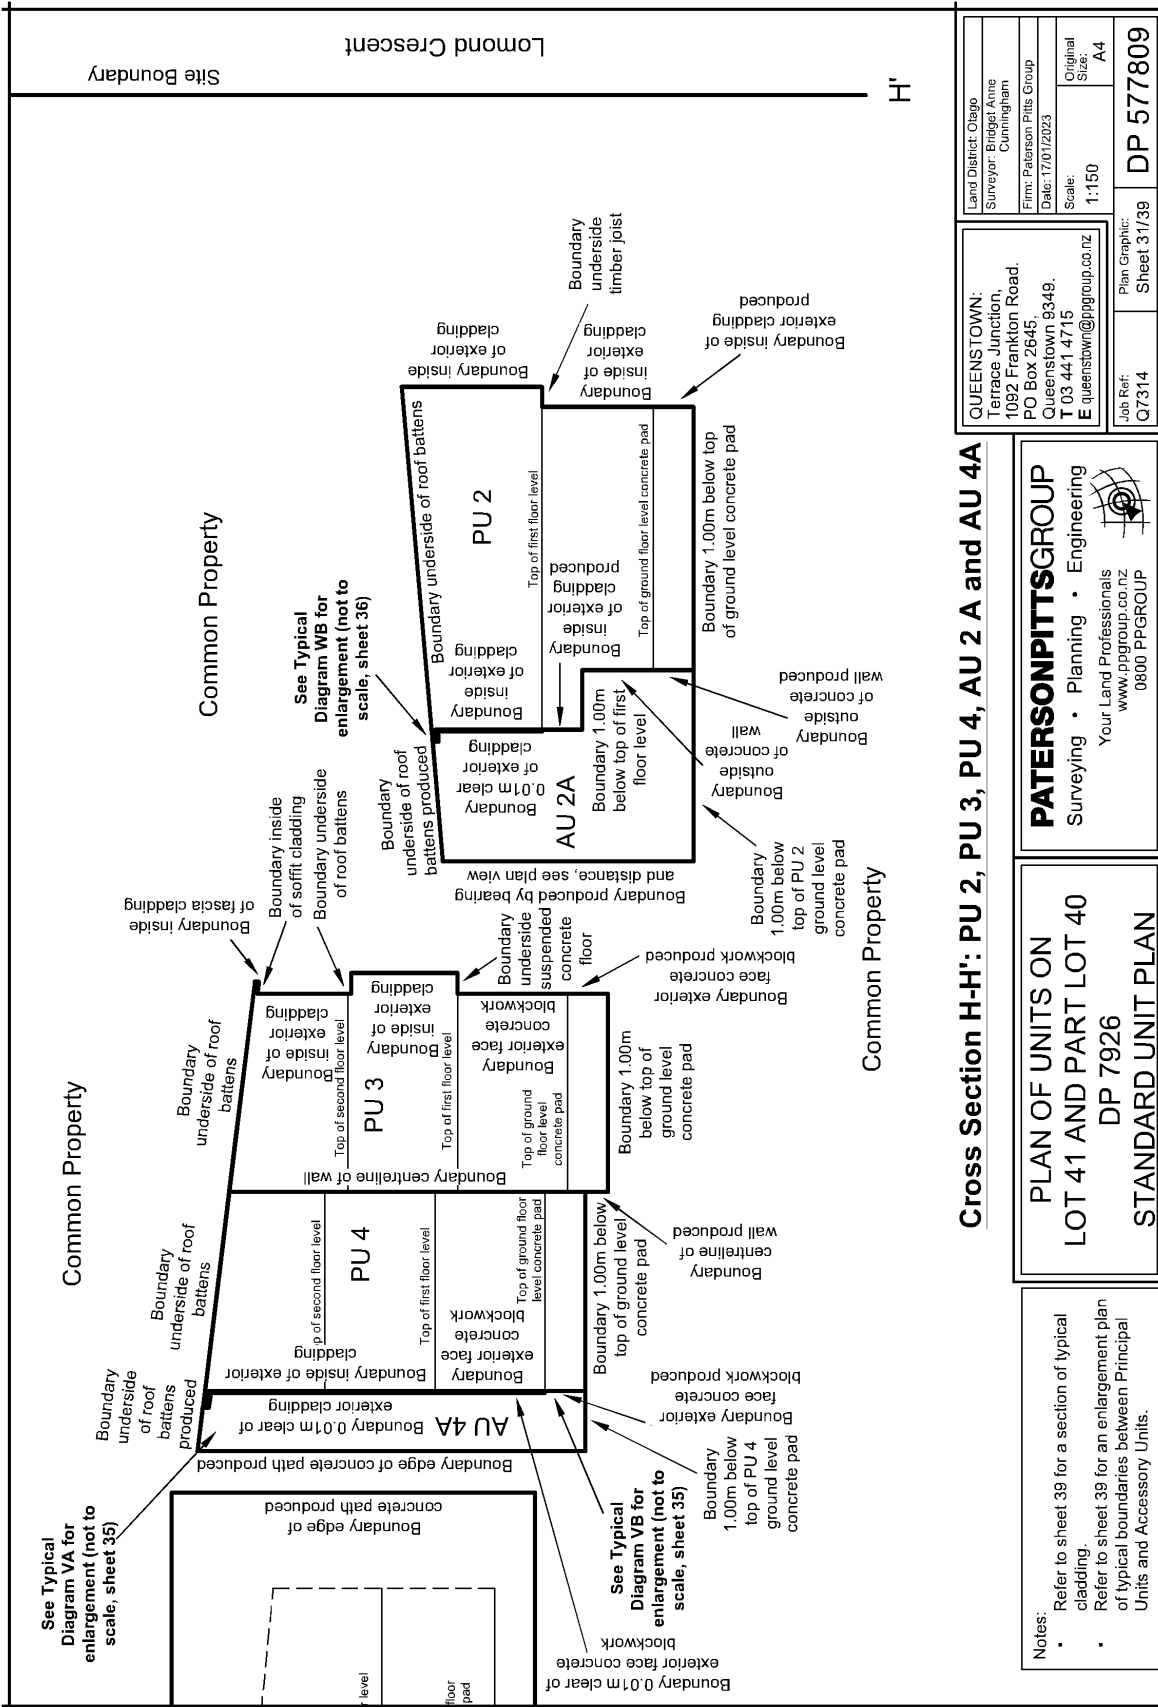 Lomond Crescent
Site Boundary
H'
Common Property
Common Property
Common Property
See Typical
Diagram VA for
enlargement (not to
scale, sheet 35)
Boundary edge of
concrete path produced
r level
floor
pad
Boundary
underside
of roof
battens
produced
Boundary
underside of roof
battens
Boundary
underside of roof
battens
Boundary inside
of fascia cladding
Boundary inside
of soffit cladding
Boundary underside
of roof battens
Boundary edge of concrete path produced
AU 4A
Boundary 0.01m clear of
exterior cladding
Boundary inside of exterior
cladding
p of second floor level
PU 4
Top of first floor level
Boundary
exterior face
concrete
blockwork
Top of ground floor
level concrete pad
Boundary 1.00m below
top of ground level
concrete pad
Boundary centreline of wall
Boundary
inside of
exterior
cladding
Top of second floor level
PU 3
Boundary
inside of
exterior
cladding
Top of first floor level
Boundary
exterior face
concrete
blockwork
Top of ground
floor level
concrete pad
Boundary 1.00m
below top of
ground level
concrete pad
Boundary
underside
suspended
concrete
floor
Boundary exterior
face concrete
blockwork produced
Boundary
centreline of
wall produced
Boundary exterior
face concrete
blockwork produced
Boundary
1.00m below
top of PU 4
ground level
concrete pad
See Typical
Diagram VB for
enlargement (not to
scale, sheet 35)
Boundary 0.01m clear of
exterior face concrete
blockwork
See Typical
Diagram WB for
enlargement (not to
scale, sheet 36)
Boundary
underside of roof
battens produced
Boundary produced by bearing
and distance, see plan view
Boundary
0.01m clear
of exterior
cladding
AU 2A
Boundary 1.00m
below top of first
floor level
Boundary underside of roof battens
Boundary
inside
of exterior
cladding
PU 2
Top of first floor level
Boundary
inside
of exterior
cladding
produced
Top of ground floor level concrete pad
Boundary inside
of exterior
cladding
Boundary
underside
timber joist
Boundary
inside of
exterior
cladding
Boundary inside of
exterior cladding
produced
Boundary 1.00m below top
of ground level concrete pad
Boundary
outside
of concrete
wall produced
Boundary
outside
of concrete
wall
Boundary
1.00m below
top of PU 2
ground level
concrete pad
Common Property
Cross Section H-H': PU 2, PU 3, PU 4, AU 2 A and AU 4A
Notes:
• Refer to sheet 39 for a section of typical
cladding.
• Refer to sheet 39 for an enlargement plan
of typical boundaries between Principal
Units and Accessory Units.
PLAN OF UNITS ON
LOT 41 AND PART LOT 40
DP 7926
STANDARD UNIT PLAN
PATERSONPITTSGROUP
Surveying • Planning • Engineering
Your Land Professionals
www.ppgroup.co.nz
0800 PPGROUP
QUEENSTOWN:
Terrace Junction,
1092 Frankton Road.
PO Box 2645,
Queenstown 9349.
T 03 441 4715
E queenstown@ppgroup.co.nz
Land District: Otago
Surveyor: Bridget Anne
Cunningham
Firm: Paterson Pitts Group
Date: 17/01/2023
Scale:
1:150
Original
Size:
A4
Job Ref:
Q7314
Plan Graphic:
Sheet 31/39
DP 577809